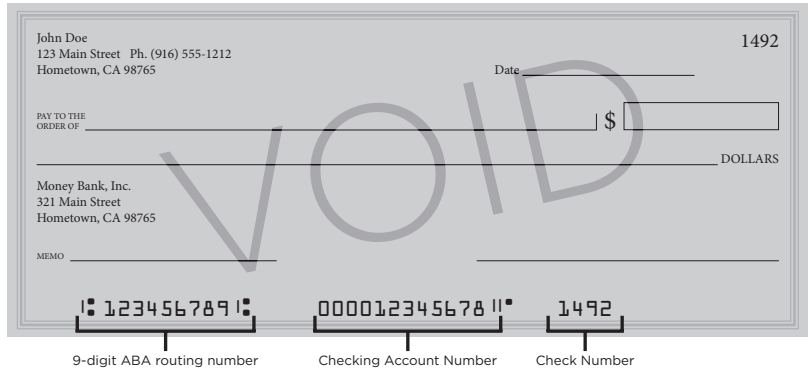 John Doe
1492
123 Main Street Ph. (916) 555-1212
Hometown, CA 98765
Date
PAY TO THE
ORDER OF
$
DOLLARS
VOID
Money Bank, Inc.
321 Main Street
Hometown, CA 98765
MEMO
⑆123456789⑆ 000012345678⑈ 1492
9-digit ABA routing number Checking Account Number Check Number